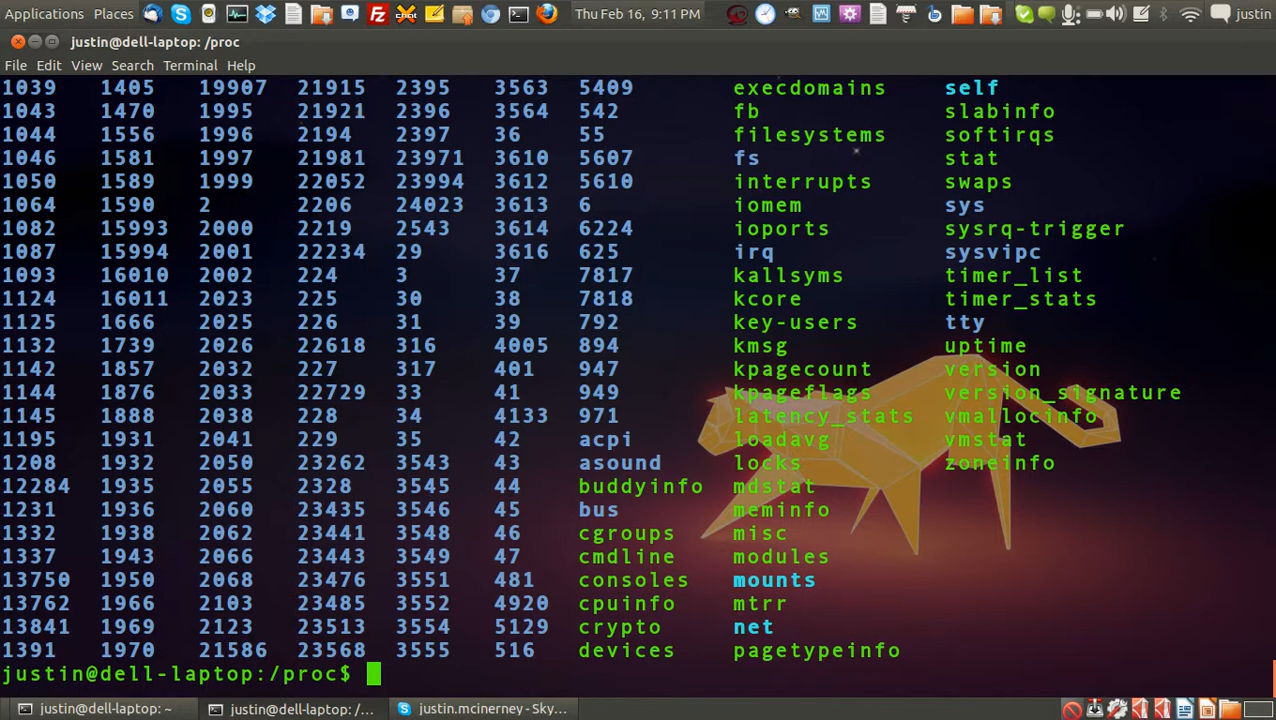 Applications Places chat Thu Feb 16, 9:11 PM justin
justin@dell-laptop: /proc
File Edit View Search Terminal Help
1039 1405 19907 21915 2395 3563 5409 execdomains self
1043 1470 1995 21921 2396 3564 542 fb slabinfo
1044 1556 1996 2194 2397 36 55 filesystems softirqs
1046 1581 1997 21981 23971 3610 5607 fs stat
1050 1589 1999 22052 23994 3612 5610 interrupts swaps
1064 1590 2 2206 24023 3613 6 iomem sys
1082 15993 2000 2219 2543 3614 6224 ioports sysrq-trigger
1087 15994 2001 22234 29 3616 625 irq sysvipc
1093 16010 2002 224 3 37 7817 kallsyms timer_list
1124 16011 2023 225 30 38 7818 kcore timer_stats
1125 1666 2025 226 31 39 792 key-users tty
1132 1739 2026 22618 316 4005 894 kmsg uptime
1142 1857 2032 227 317 401 947 kpagecount version
1144 1876 2033 22729 33 41 949 kpageflags version_signature
1145 1888 2038 228 34 4133 971 latency_stats vmallocinfo
1195 1931 2041 229 35 42 acpi loadavg vmstat
1208 1932 2050 23262 3543 43 asound locks zoneinfo
12284 1935 2055 2328 3545 44 buddyinfo mdstat
1231 1936 2060 23435 3546 45 bus meminfo
1332 1938 2062 23441 3548 46 cgroups misc
1337 1943 2066 23443 3549 47 cmdline modules
13750 1950 2068 23476 3551 481 consoles mounts
13762 1966 2103 23485 3552 4920 cpuinfo mtrr
13841 1969 2123 23513 3554 5129 crypto net
1391 1970 21586 23568 3555 516 devices pagetypeinfo
justin@dell-laptop:/proc$
justin@dell-laptop: ~ justin@dell-laptop: /... justin.mcinerney - Sky...